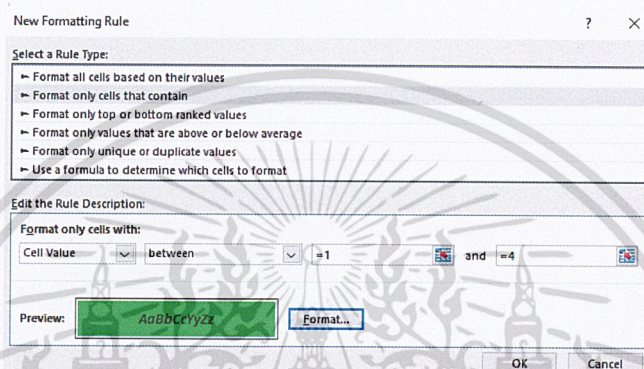 New Formatting Rule ? ×
Select a Rule Type:
► Format all cells based on their values
► Format only cells that contain
► Format only top or bottom ranked values
► Format only values that are above or below average
► Format only unique or duplicate values
► Use a formula to determine which cells to format
Edit the Rule Description:
Format only cells with:
Cell Value between =1 and =4
Preview: AaBbCcYyZz Format...
OK Cancel